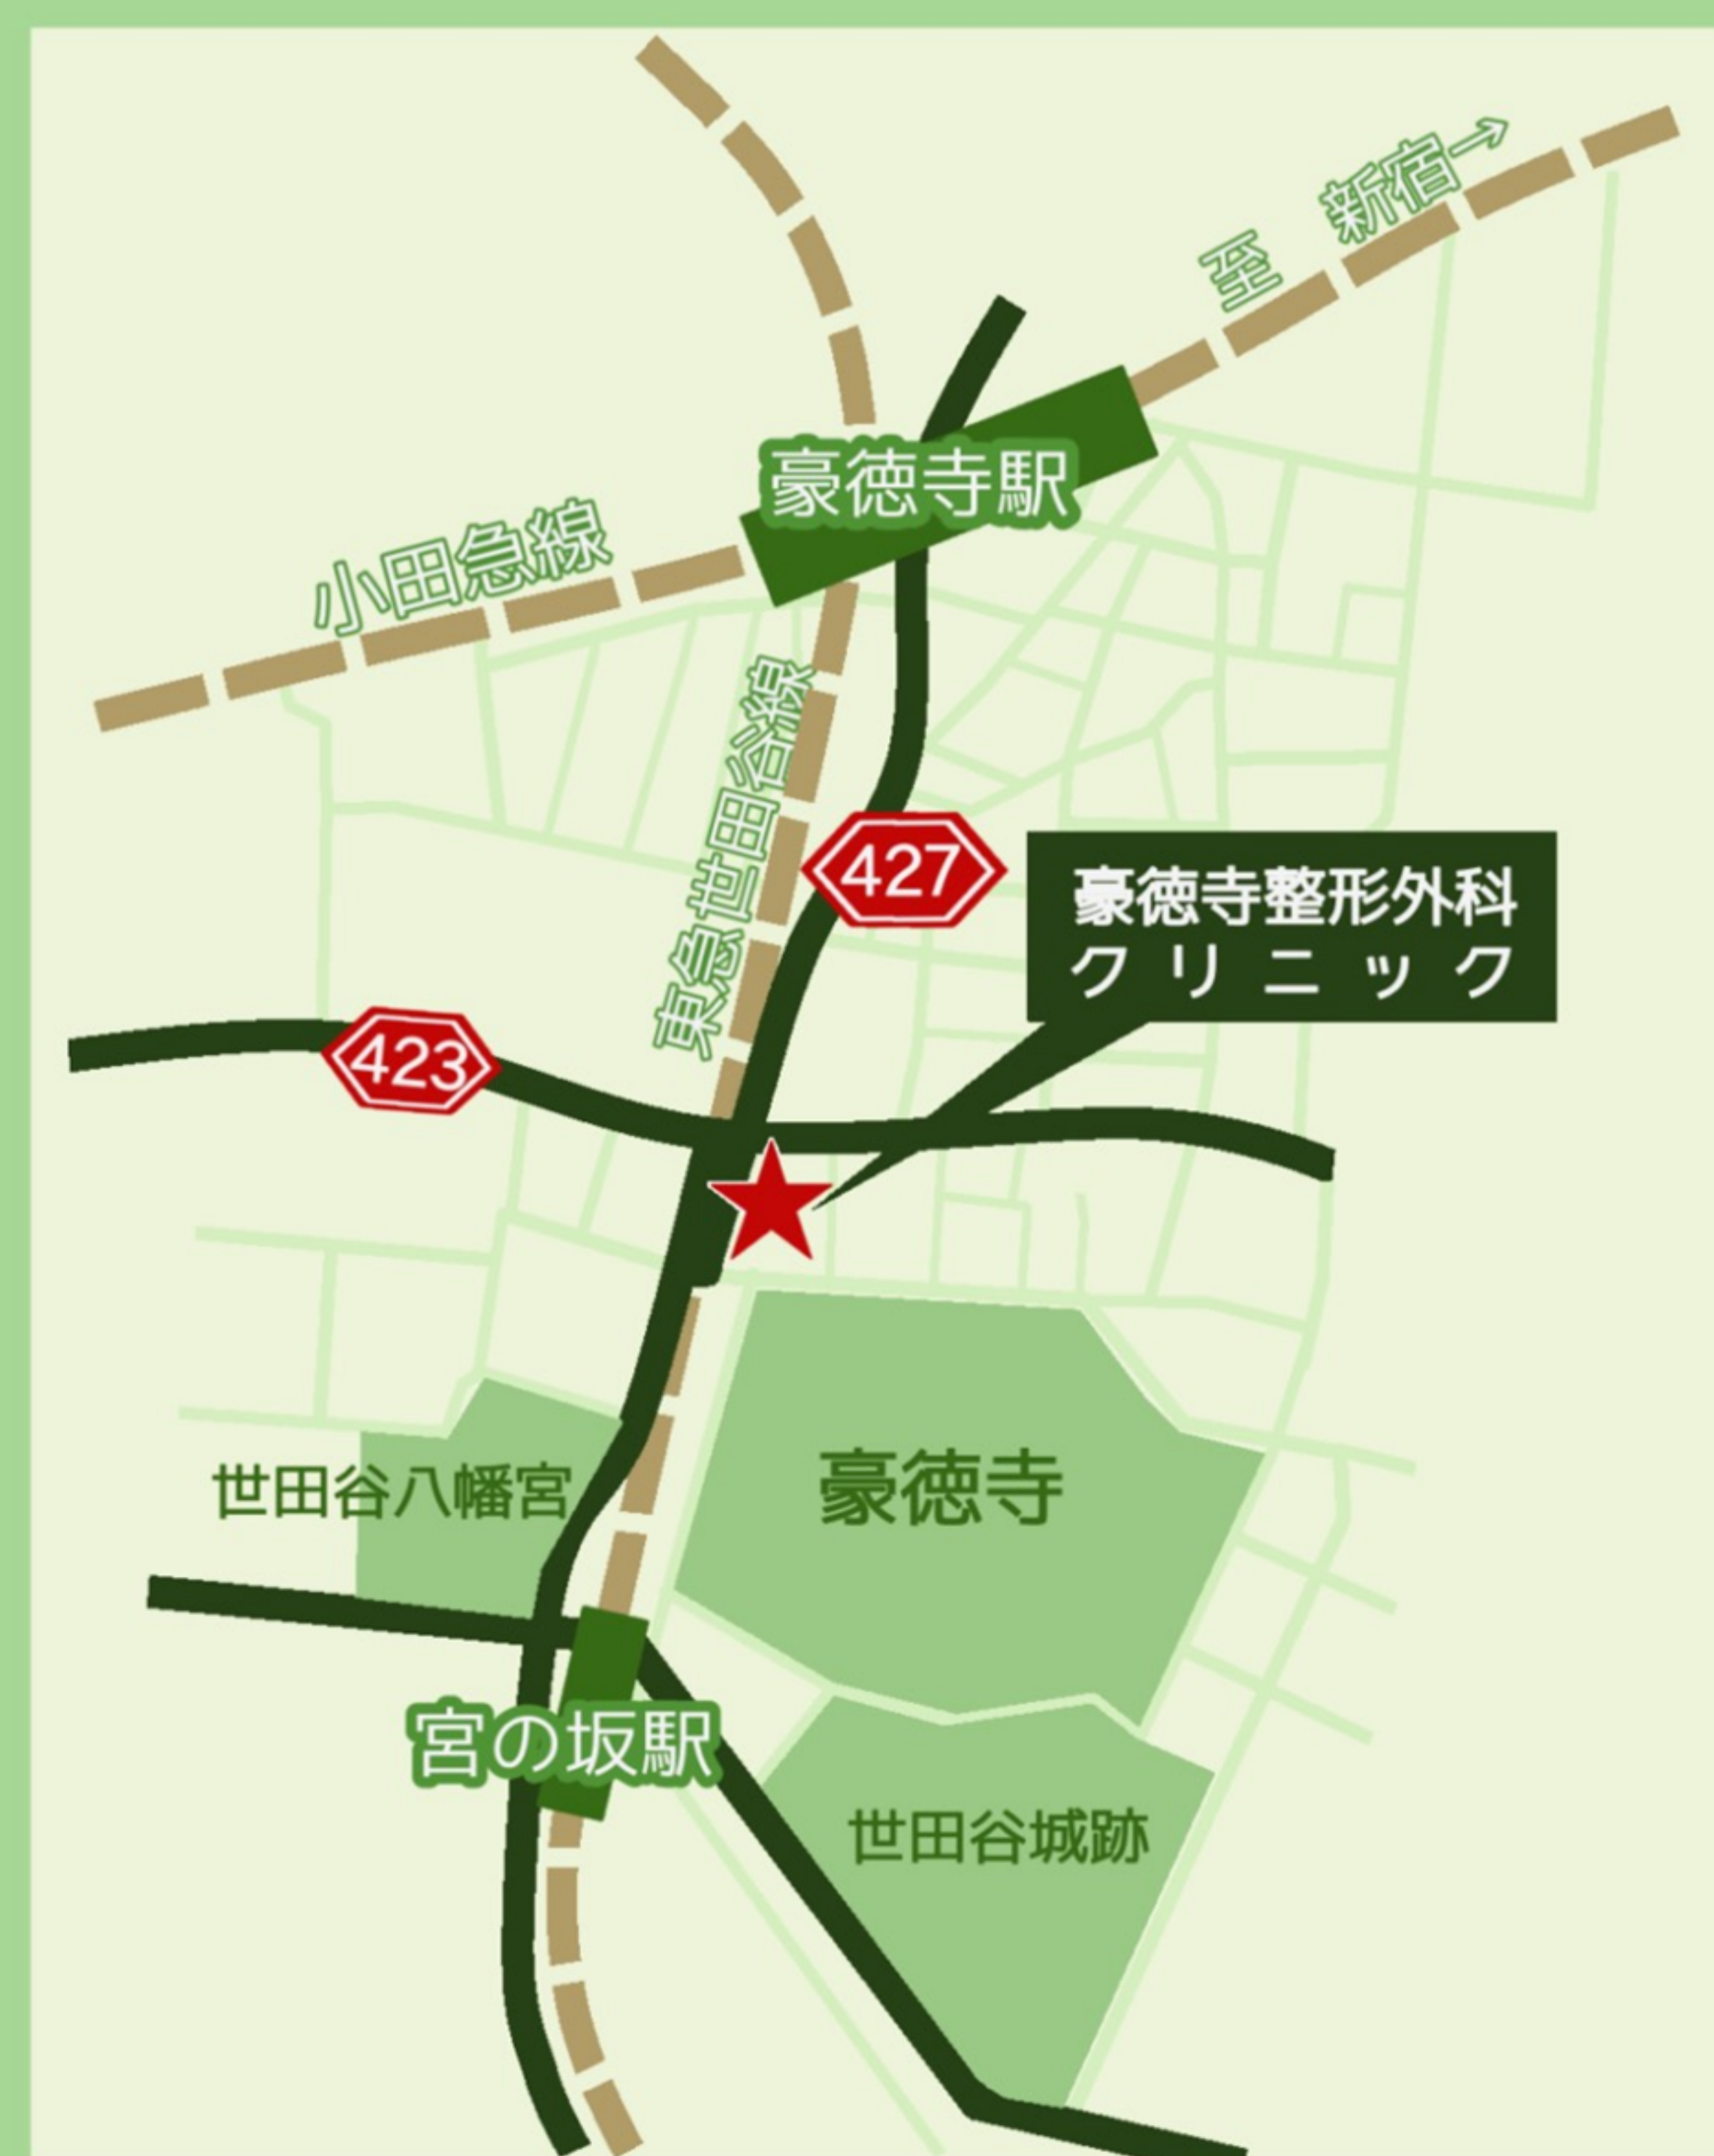 至 新宿→
豪徳寺駅
小田急線
東急世田谷線
427
豪徳寺整形外科
クリニック
423
世田谷八幡宮
豪徳寺
宮の坂駅
世田谷城跡